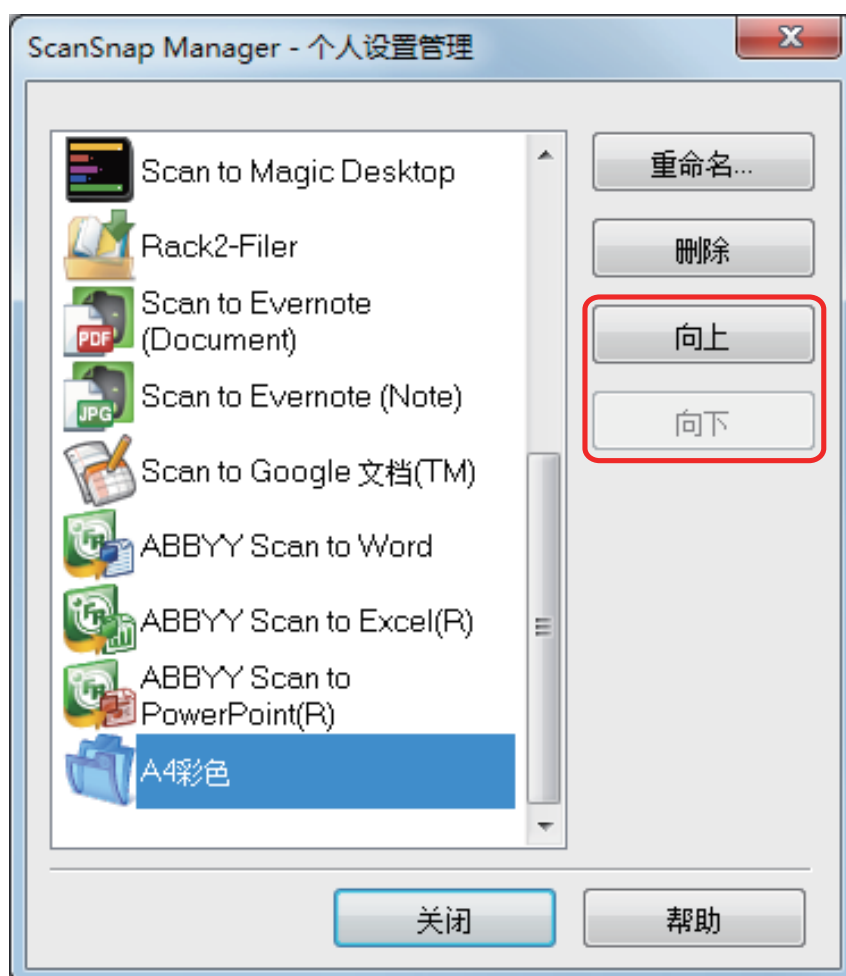 ScanSnap Manager - 个人设置管理
Scan to Magic Desktop
Rack2-Filer
Scan to Evernote
(Document)
PDF
Scan to Evernote (Note)
JPG
Scan to Google 文档(TM)
ABBYY Scan to Word
ABBYY Scan to Excel(R)
ABBYY Scan to
PowerPoint(R)
A4彩色
重命名...
删除
向上
向下
关闭
帮助